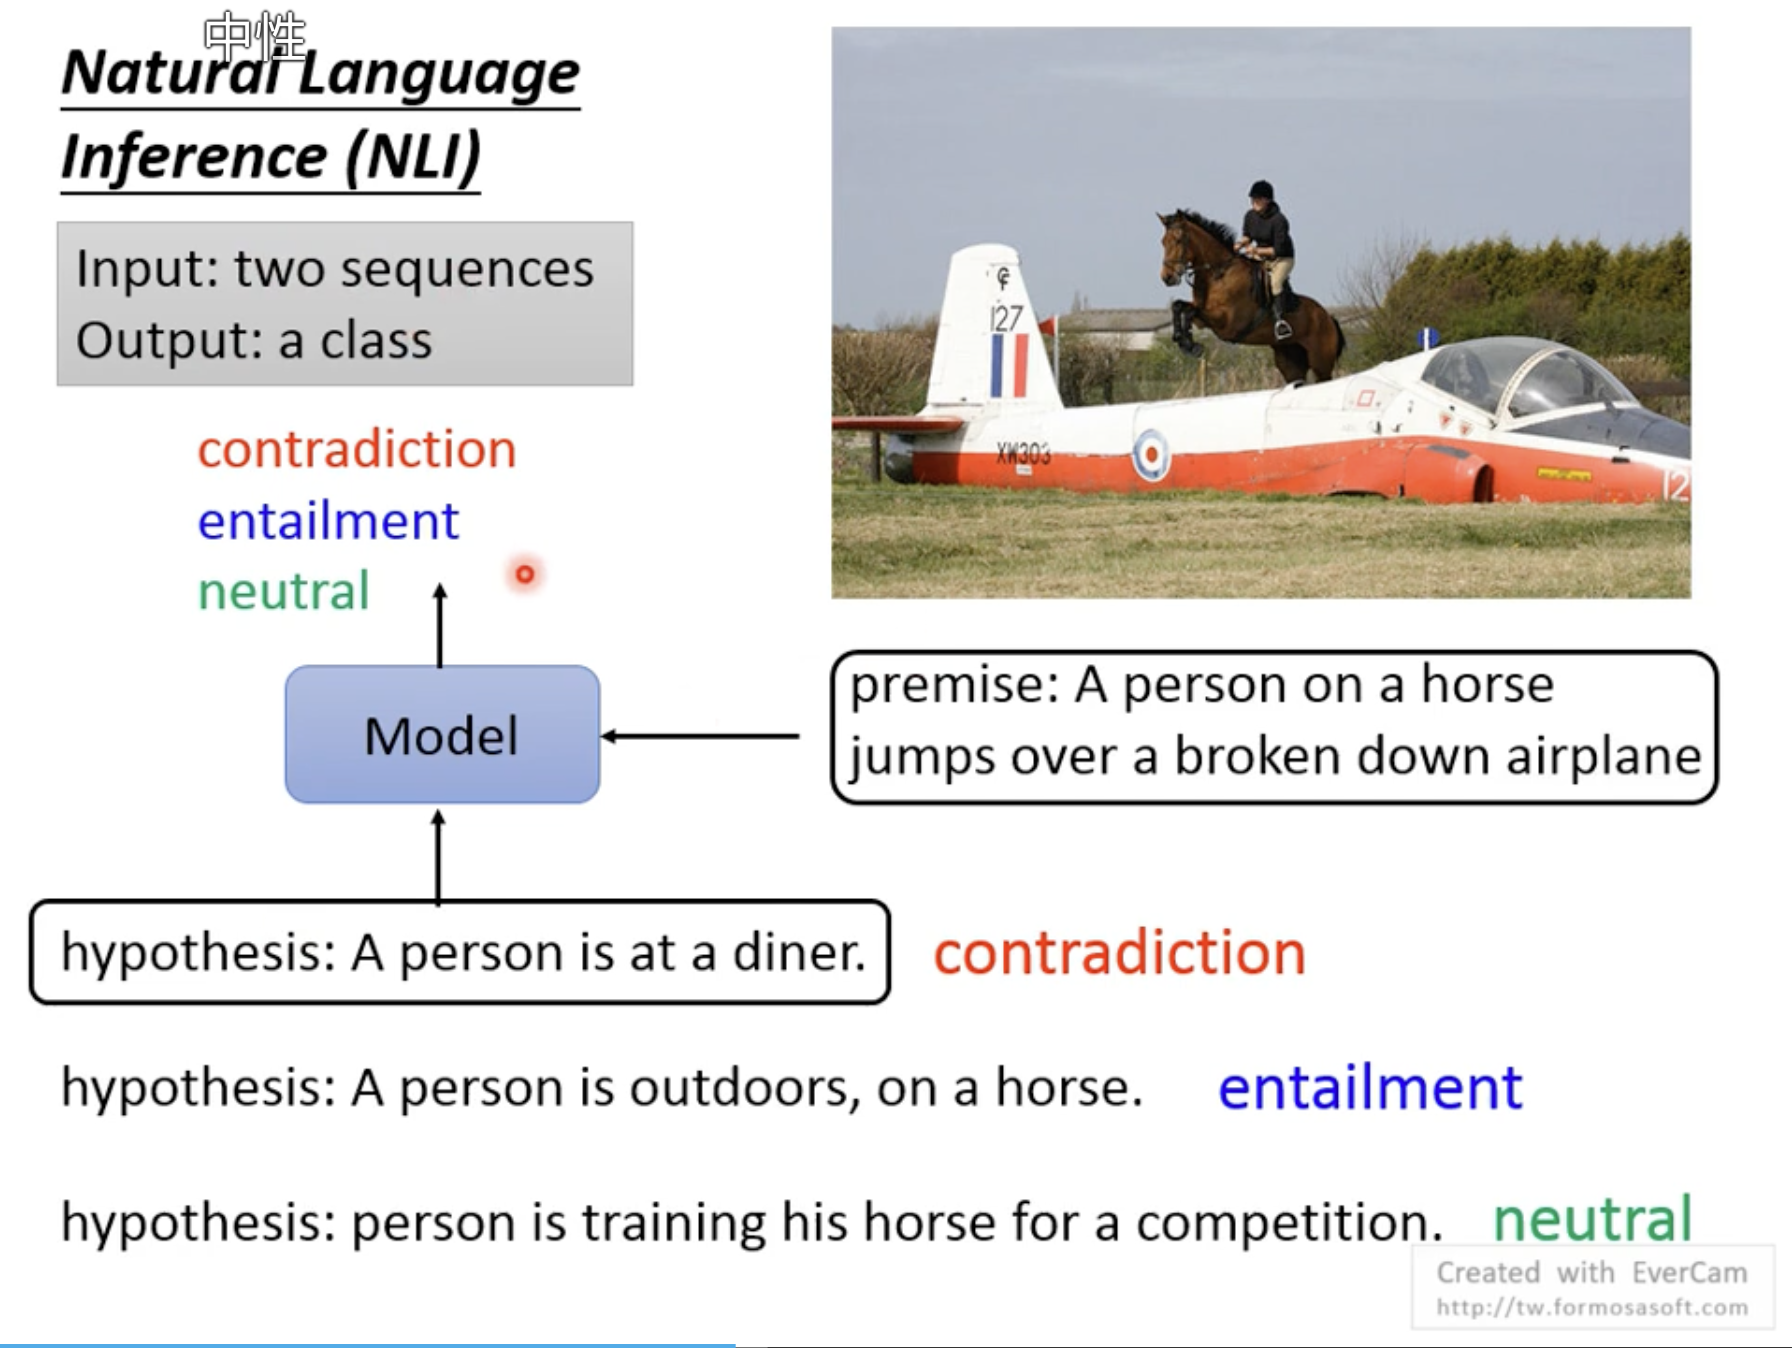 中性
Natural Language
Inference (NLI)
Input: two sequences
Output: a class
contradiction
entailment
neutral
Model
127
XW303
12
premise: A person on a horse
jumps over a broken down airplane
hypothesis: A person is at a diner.
contradiction
hypothesis: A person is outdoors, on a horse.
entailment
hypothesis: person is training his horse for a competition.
neutral
Created with EverCam
http://tw.formosasoft.com